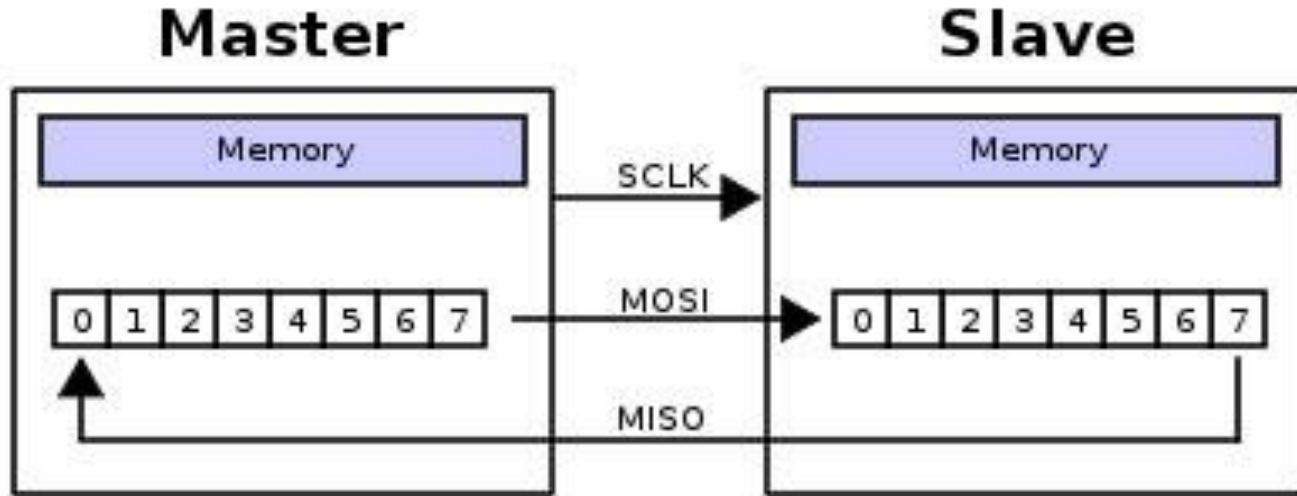 Master Slave
Memory Memory
SCLK
0 1 2 3 4 5 6 7 MOSI 0 1 2 3 4 5 6 7
MISO